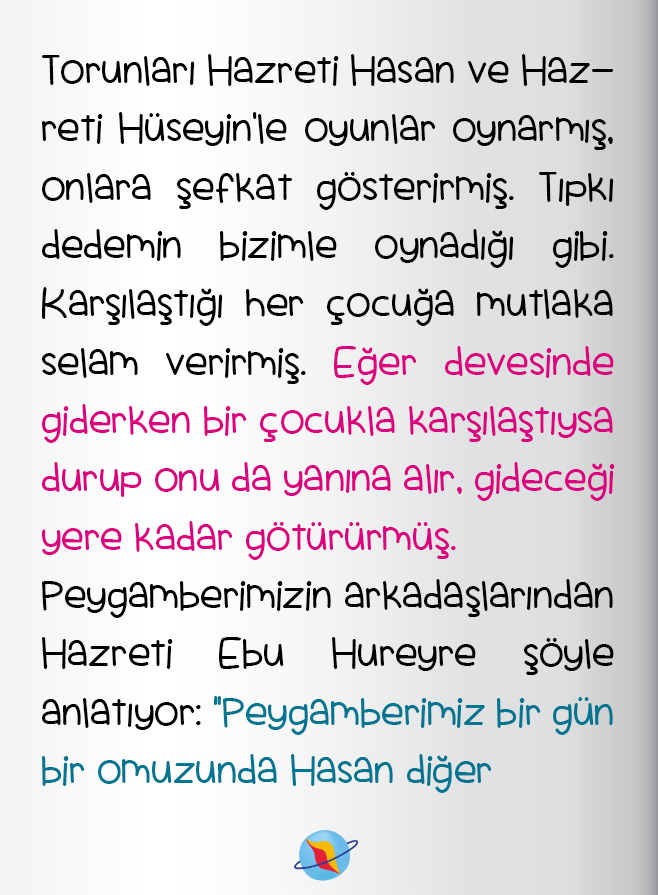 Torunları Hazreti Hasan ve Haz-
reti Hüseyin'le oyunlar oynarmış,
onlara şefkat gösterirmiş. Tıpkı
dedemin bizimle oynadığı gibi.
Karşılaştığı her çocuğa mutlaka
selam verirmiş. Eğer devesinde
giderken bir çocukla karşılaştıysa
durup onu da yanına alır, gideceği
yere kadar götürürmüş.
Peygamberimizin arkadaşlarından
Hazreti Ebu Hureyre şöyle
anlatıyor: "Peygamberimiz bir gün
bir omuzunda Hasan diğer